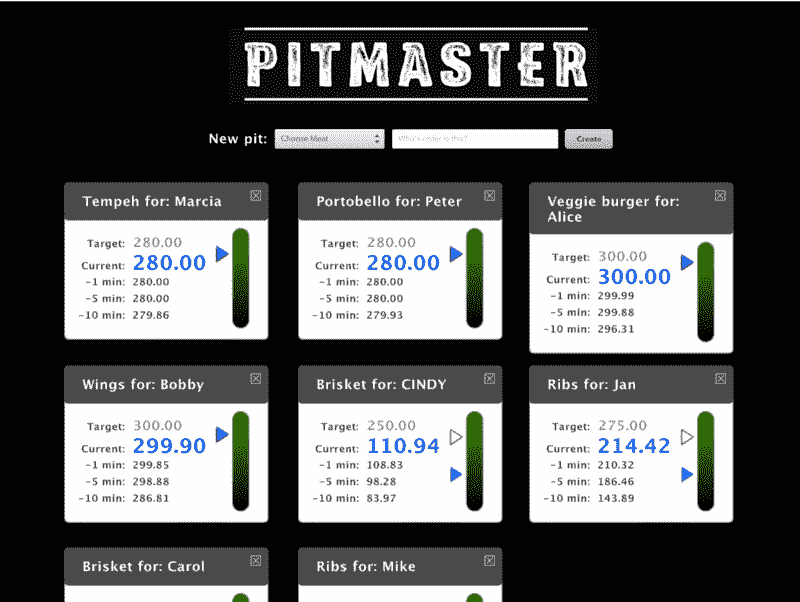 PITMASTER
New pit: Choose Meat Who's order is this? Create
Tempeh for: Marcia
Target: 280.00
Current: 280.00
-1 min: 280.00
-5 min: 280.00
-10 min: 279.86
Portobello for: Peter
Target: 280.00
Current: 280.00
-1 min: 280.00
-5 min: 280.00
-10 min: 279.93
Veggie burger for:
Alice
Target: 300.00
Current: 300.00
-1 min: 299.99
-5 min: 299.88
-10 min: 296.31
Wings for: Bobby
Target: 300.00
Current: 299.90
-1 min: 299.85
-5 min: 298.88
-10 min: 286.81
Brisket for: CINDY
Target: 250.00
Current: 110.94
-1 min: 108.83
-5 min: 98.28
-10 min: 83.97
Ribs for: Jan
Target: 275.00
Current: 214.42
-1 min: 210.32
-5 min: 186.46
-10 min: 143.89
Brisket for: Carol
Ribs for: Mike